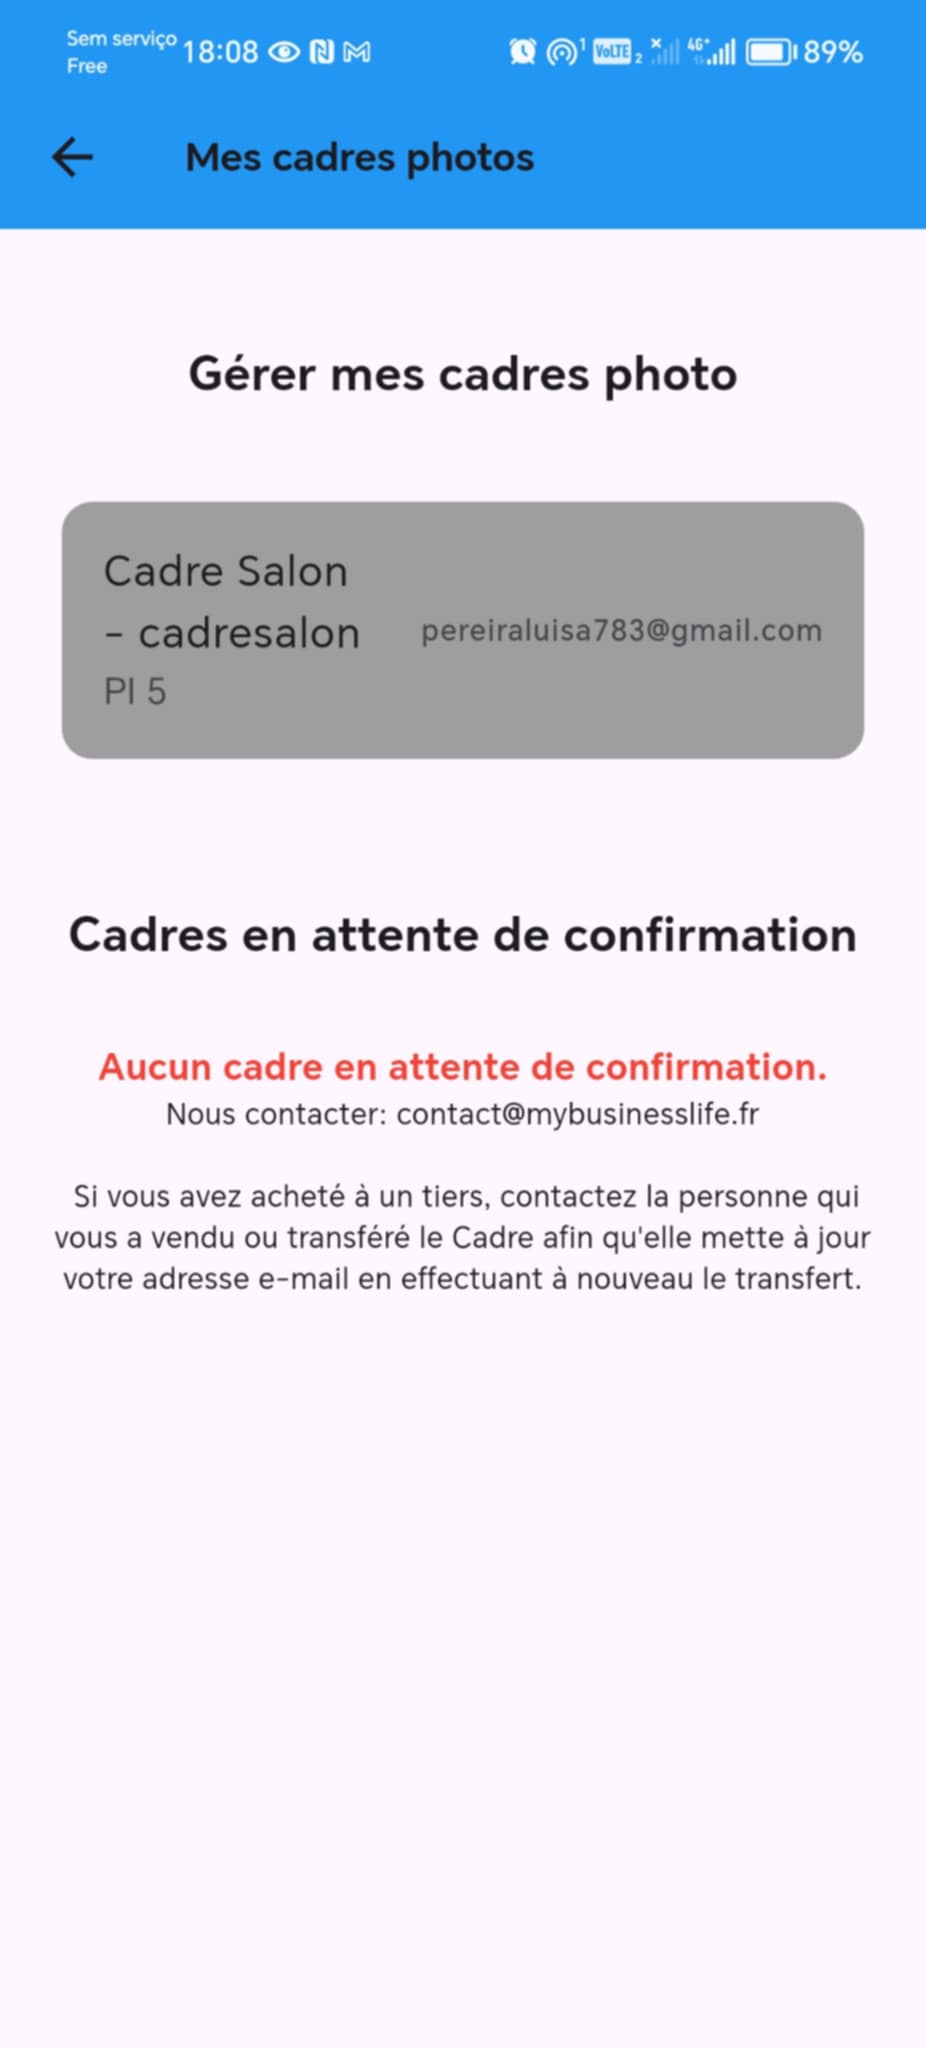 Sem serviço
Free
18:08
1
VoLTE 2
4G+
89%
Mes cadres photos
Gérer mes cadres photo
Cadre Salon
- cadresalon
PI 5
pereiraluisa783@gmail.com
Cadres en attente de confirmation
Aucun cadre en attente de confirmation.
Nous contacter: contact@mybusinesslife.fr
Si vous avez acheté à un tiers, contactez la personne qui
vous a vendu ou transféré le Cadre afin qu'elle mette à jour
votre adresse e-mail en effectuant à nouveau le transfert.